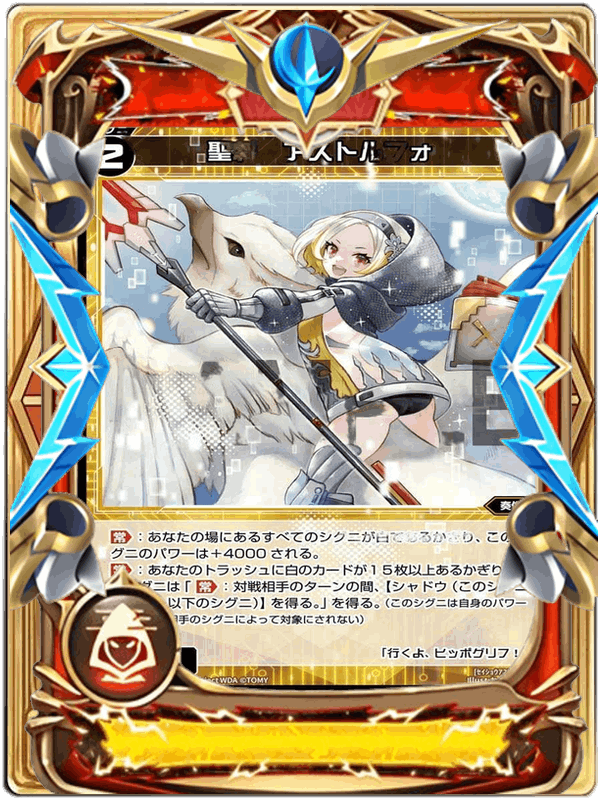 2
聖 アストルフォ
奏
常：あなたの場にあるすべてのシグニが白であるかぎり、この
グニのパワーは＋4000 される。
常：あなたのトラッシュに白のカードが15枚以上あるかぎり
グニは「常：対戦相手のターンの間、【シャドウ（このシ
以下のシグニ）】を得る。」を得る。（このシグニは自身のパワー
手のシグニによって対象にされない）
「行くよ、ヒッポグリフ！
ject WDA ©TOMY